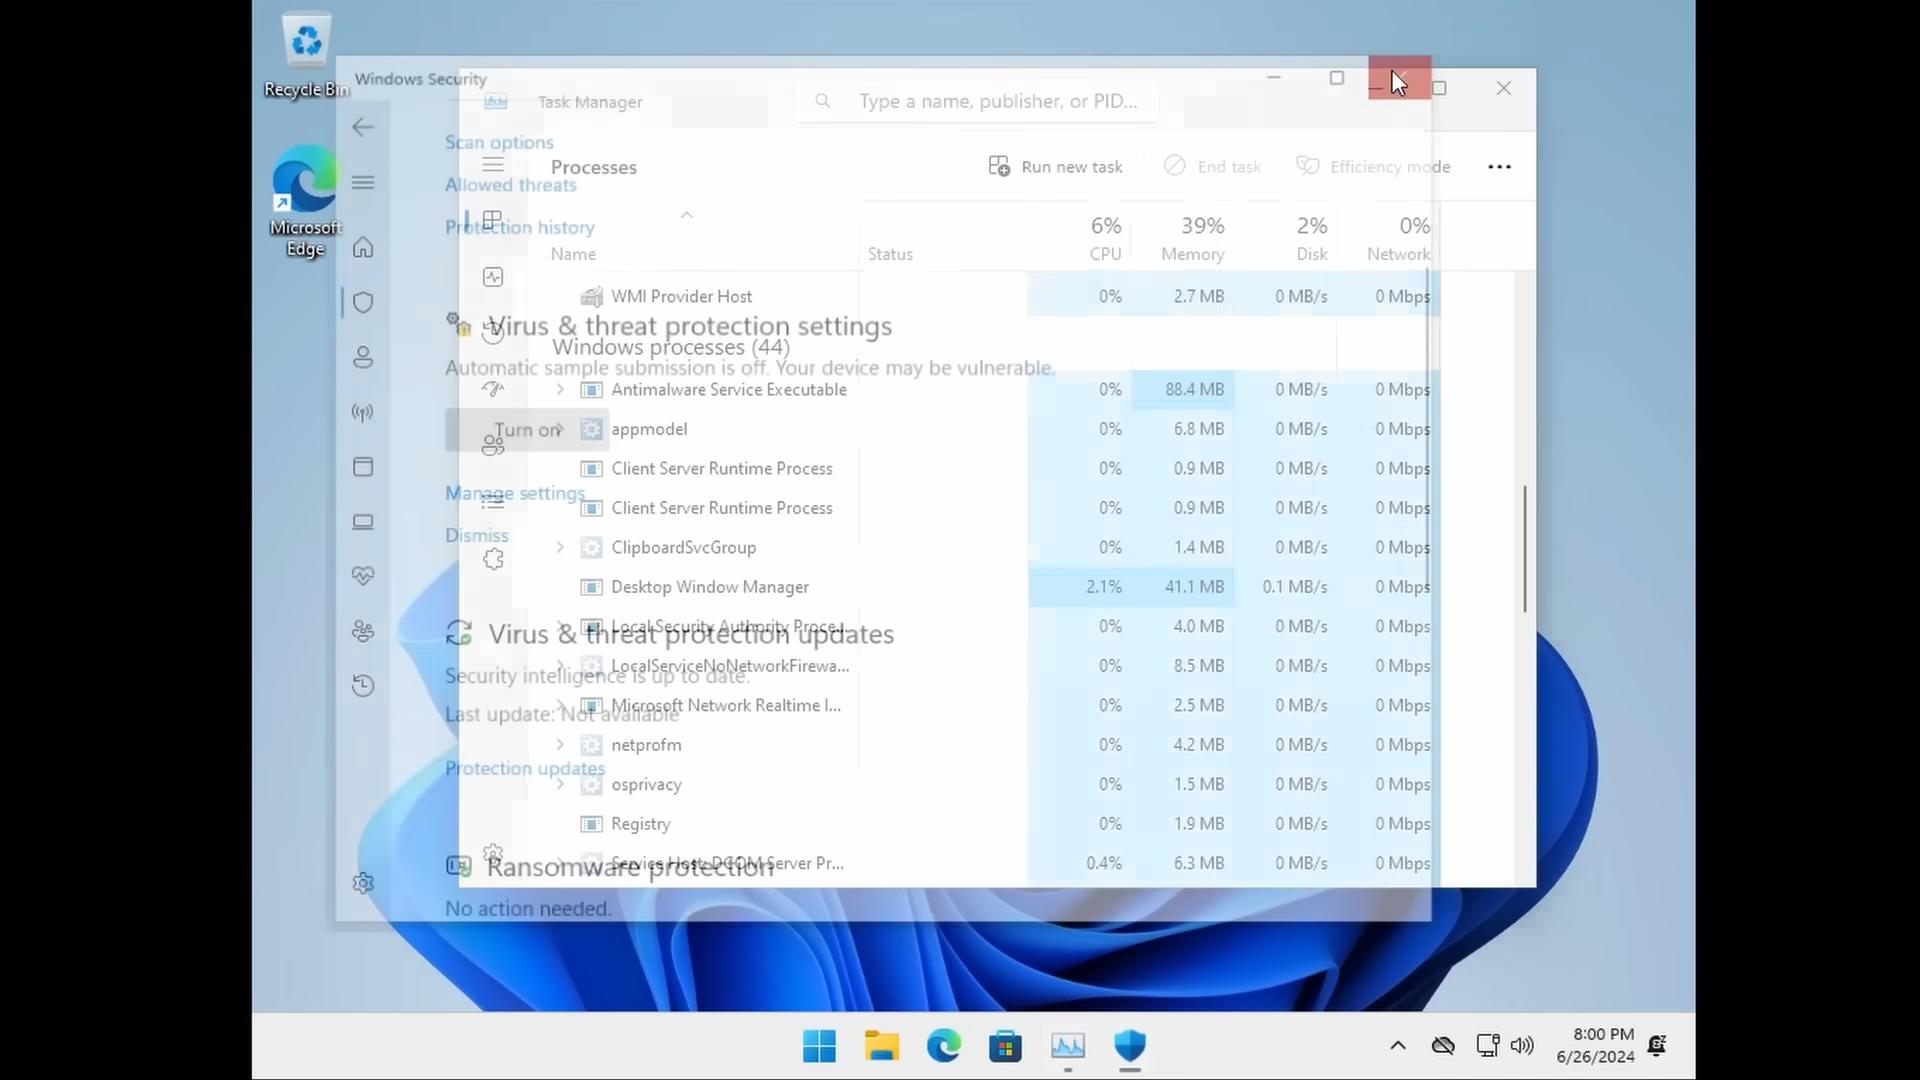 Recycle Bin
Microsoft
Edge
Windows Security
Scan options
Allowed threats
Protection history
Virus & threat protection settings
Automatic sample submission is off. Your device may be vulnerable.
Turn on
Manage settings
Dismiss
Virus & threat protection updates
Security intelligence is up to date.
Last update: Not available
Protection updates
Ransomware protection
No action needed.
Task Manager
Type a name, publisher, or PID...
Processes
Run new task
End task
Efficiency mode
6% 39% 2% 0%
Name Status CPU Memory Disk Network
WMI Provider Host 0% 2.7 MB 0 MB/s 0 Mbps
Windows processes (44)
Antimalware Service Executable 0% 88.4 MB 0 MB/s 0 Mbps
appmodel 0% 6.8 MB 0 MB/s 0 Mbps
Client Server Runtime Process 0% 0.9 MB 0 MB/s 0 Mbps
Client Server Runtime Process 0% 0.9 MB 0 MB/s 0 Mbps
ClipboardSvcGroup 0% 1.4 MB 0 MB/s 0 Mbps
Desktop Window Manager 2.1% 41.1 MB 0.1 MB/s 0 Mbps
Local Security Authority Proce... 0% 4.0 MB 0 MB/s 0 Mbps
LocalServiceNoNetworkFirewa... 0% 8.5 MB 0 MB/s 0 Mbps
Microsoft Network Realtime I... 0% 2.5 MB 0 MB/s 0 Mbps
netprofm 0% 4.2 MB 0 MB/s 0 Mbps
osprivacy 0% 1.5 MB 0 MB/s 0 Mbps
Registry 0% 1.9 MB 0 MB/s 0 Mbps
Service Host: DCOM Server Pr... 0.4% 6.3 MB 0 MB/s 0 Mbps
8:00 PM
6/26/2024